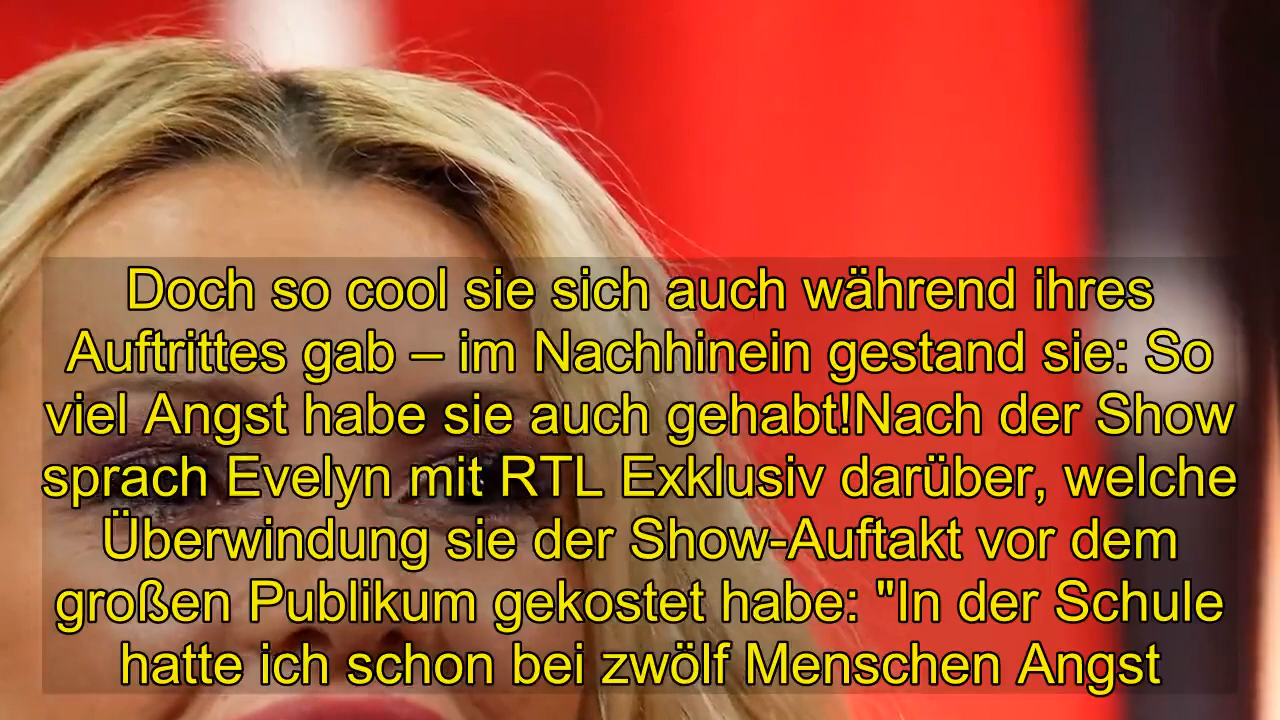 Doch so cool sie sich auch während ihres
Auftrittes gab – im Nachhinein gestand sie: So
viel Angst habe sie auch gehabt!Nach der Show
sprach Evelyn mit RTL Exklusiv darüber, welche
Überwindung sie der Show-Auftakt vor dem
großen Publikum gekostet habe: "In der Schule
hatte ich schon bei zwölf Menschen Angst